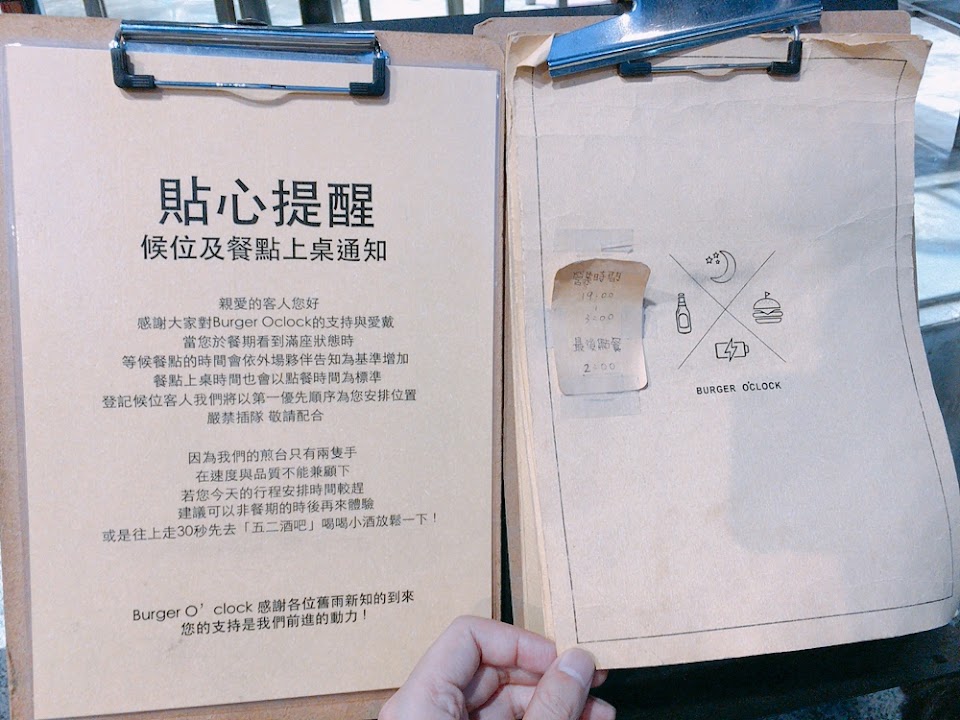 貼心提醒
候位及餐點上桌通知
親愛的客人您好
感謝大家對Burger Oclock的支持與愛戴
當您於餐期看到滿座狀態時
等候餐點的時間會依外場夥伴告知為基準增加
餐點上桌時間也會以點餐時間為標準
登記候位客人我們將以第一優先順序為您安排位置
嚴禁插隊 敬請配合
因為我們的煎台只有兩隻手
在速度與品質不能兼顧下
若您今天的行程安排時間較趕
建議可以非餐期的時後再來體驗
或是往上走30秒先去「五二酒吧」喝喝小酒放鬆一下！
Burger O’clock 感謝各位舊雨新知的到來
您的支持是我們前進的動力！
營業時間
19:00
3:00
最後點餐
2:00
BURGER O'CLOCK